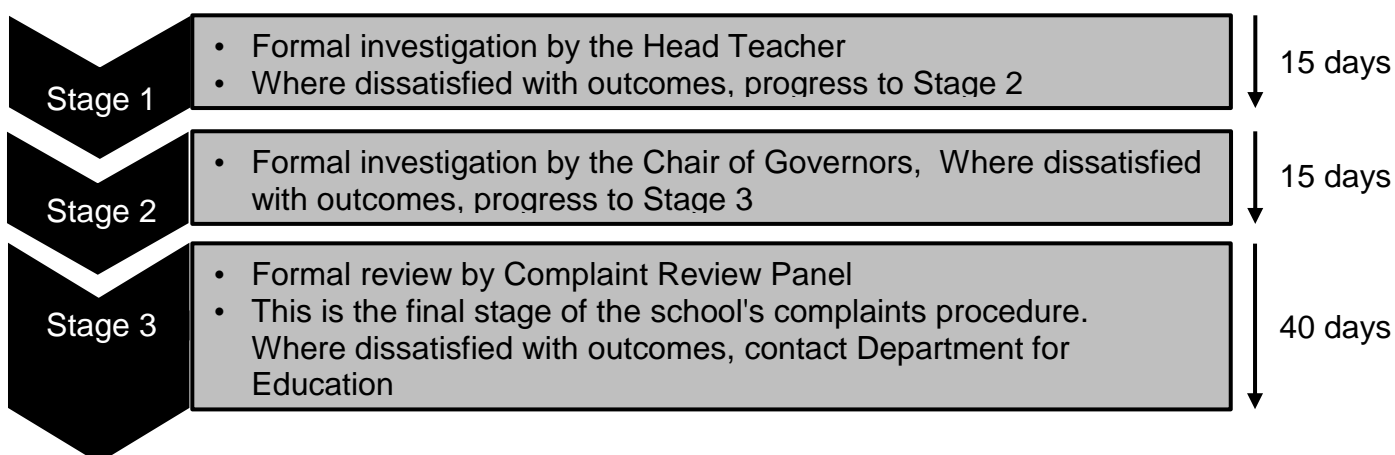 Stage 1
• Formal investigation by the Head Teacher
• Where dissatisfied with outcomes, progress to Stage 2
15 days
Stage 2
• Formal investigation by the Chair of Governors, Where dissatisfied
with outcomes, progress to Stage 3
15 days
Stage 3
• Formal review by Complaint Review Panel
• This is the final stage of the school's complaints procedure.
Where dissatisfied with outcomes, contact Department for
Education
40 days